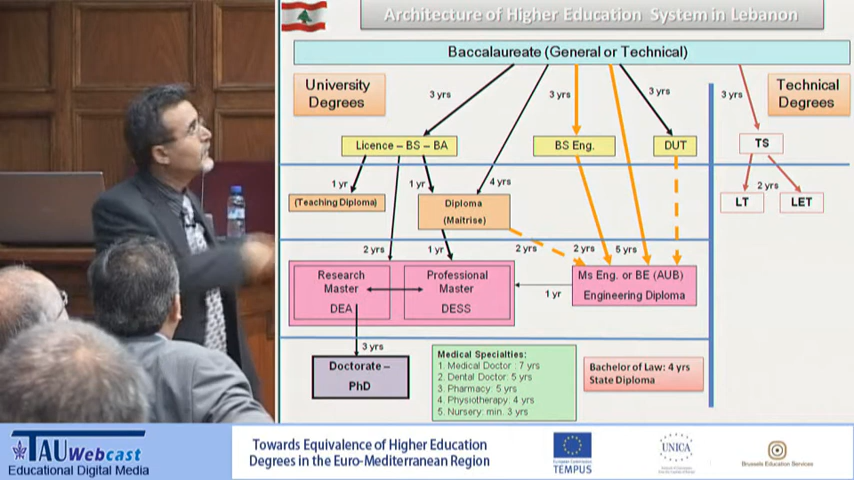 Architecture of Higher Education System in Lebanon
Baccalaureate (General or Technical)
University
Degrees
Technical
Degrees
3 yrs
3 yrs
3 yrs
3 yrs
Licence – BS – BA
BS Eng.
DUT
TS
1 yr
1 yr
4 yrs
2 yrs
(Teaching Diploma)
Diploma
(Maitrise)
LT
LET
2 yrs
1 yr
2 yrs
2 yrs
5 yrs
Research
Master
DEA
Professional
Master
DESS
1 yr
Ms Eng. or BE (AUB)
Engineering Diploma
3 yrs
Doctorate –
PhD
Medical Specialties:
1. Medical Doctor : 7 yrs
2. Dental Doctor: 5 yrs
3. Pharmacy: 5 yrs
4. Physiotherapy: 4 yrs
5. Nursery: min. 3 yrs
Bachelor of Law: 4 yrs
State Diploma
TAU Webcast
Educational Digital Media
Towards Equivalence of Higher Education
Degrees in the Euro-Mediterranean Region
TEMPUS
UNICA
Brussels Education Services